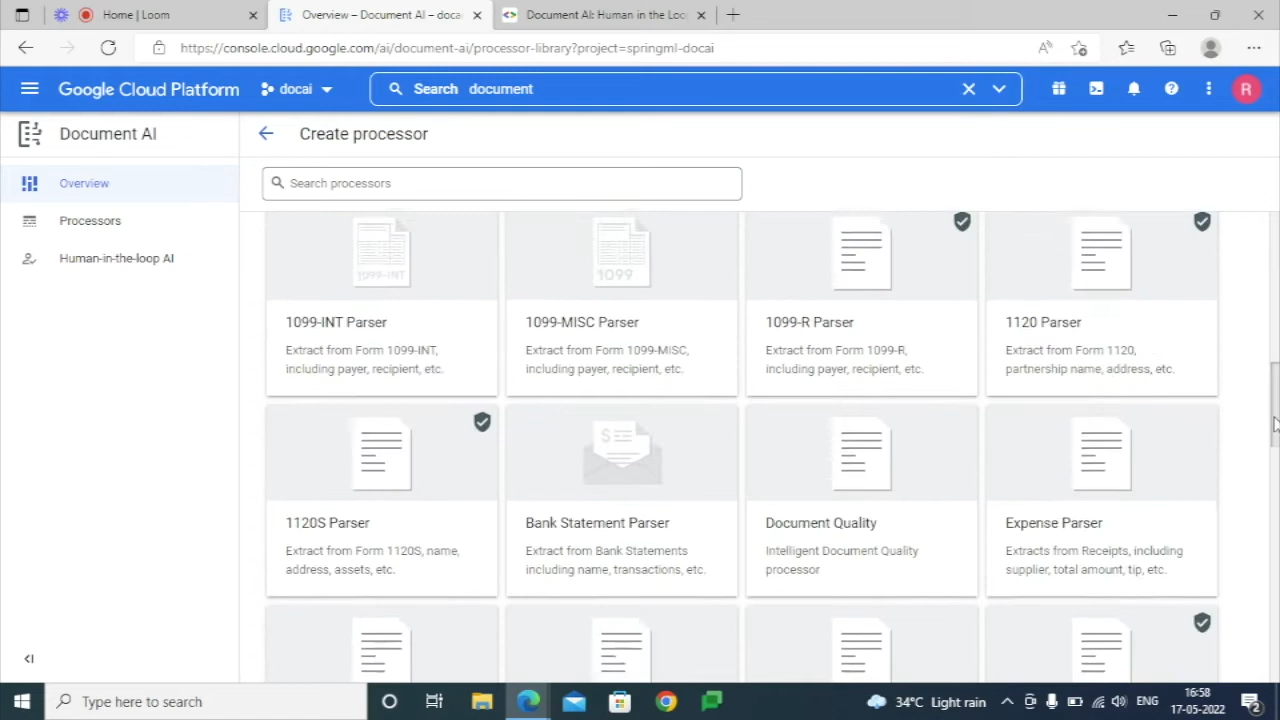 Home | Loom
Overview – Document AI – docai
Document AI: Human in the Loo
https://console.cloud.google.com/ai/document-ai/processor-library?project=springml-docai
Google Cloud Platform
docai
Search document
R
Document AI
Create processor
Overview
Search processors
Processors
Human-in-the-loop AI
1099-INT
1099
1099-INT Parser
1099-MISC Parser
1099-R Parser
1120 Parser
Extract from Form 1099-INT,
including payer, recipient, etc.
Extract from Form 1099-MISC,
including payer, recipient, etc.
Extract from Form 1099-R,
including payer, recipient, etc.
Extract from Form 1120,
partnership name, address, etc.
1120S Parser
Bank Statement Parser
Document Quality
Expense Parser
Extract from Form 1120S, name,
address, assets, etc.
Extract from Bank Statements
including name, transactions, etc.
Intelligent Document Quality
processor
Extracts from Receipts, including
supplier, total amount, tip, etc.
Type here to search
34°C Light rain
ENG
16:58
17-05-2022
2